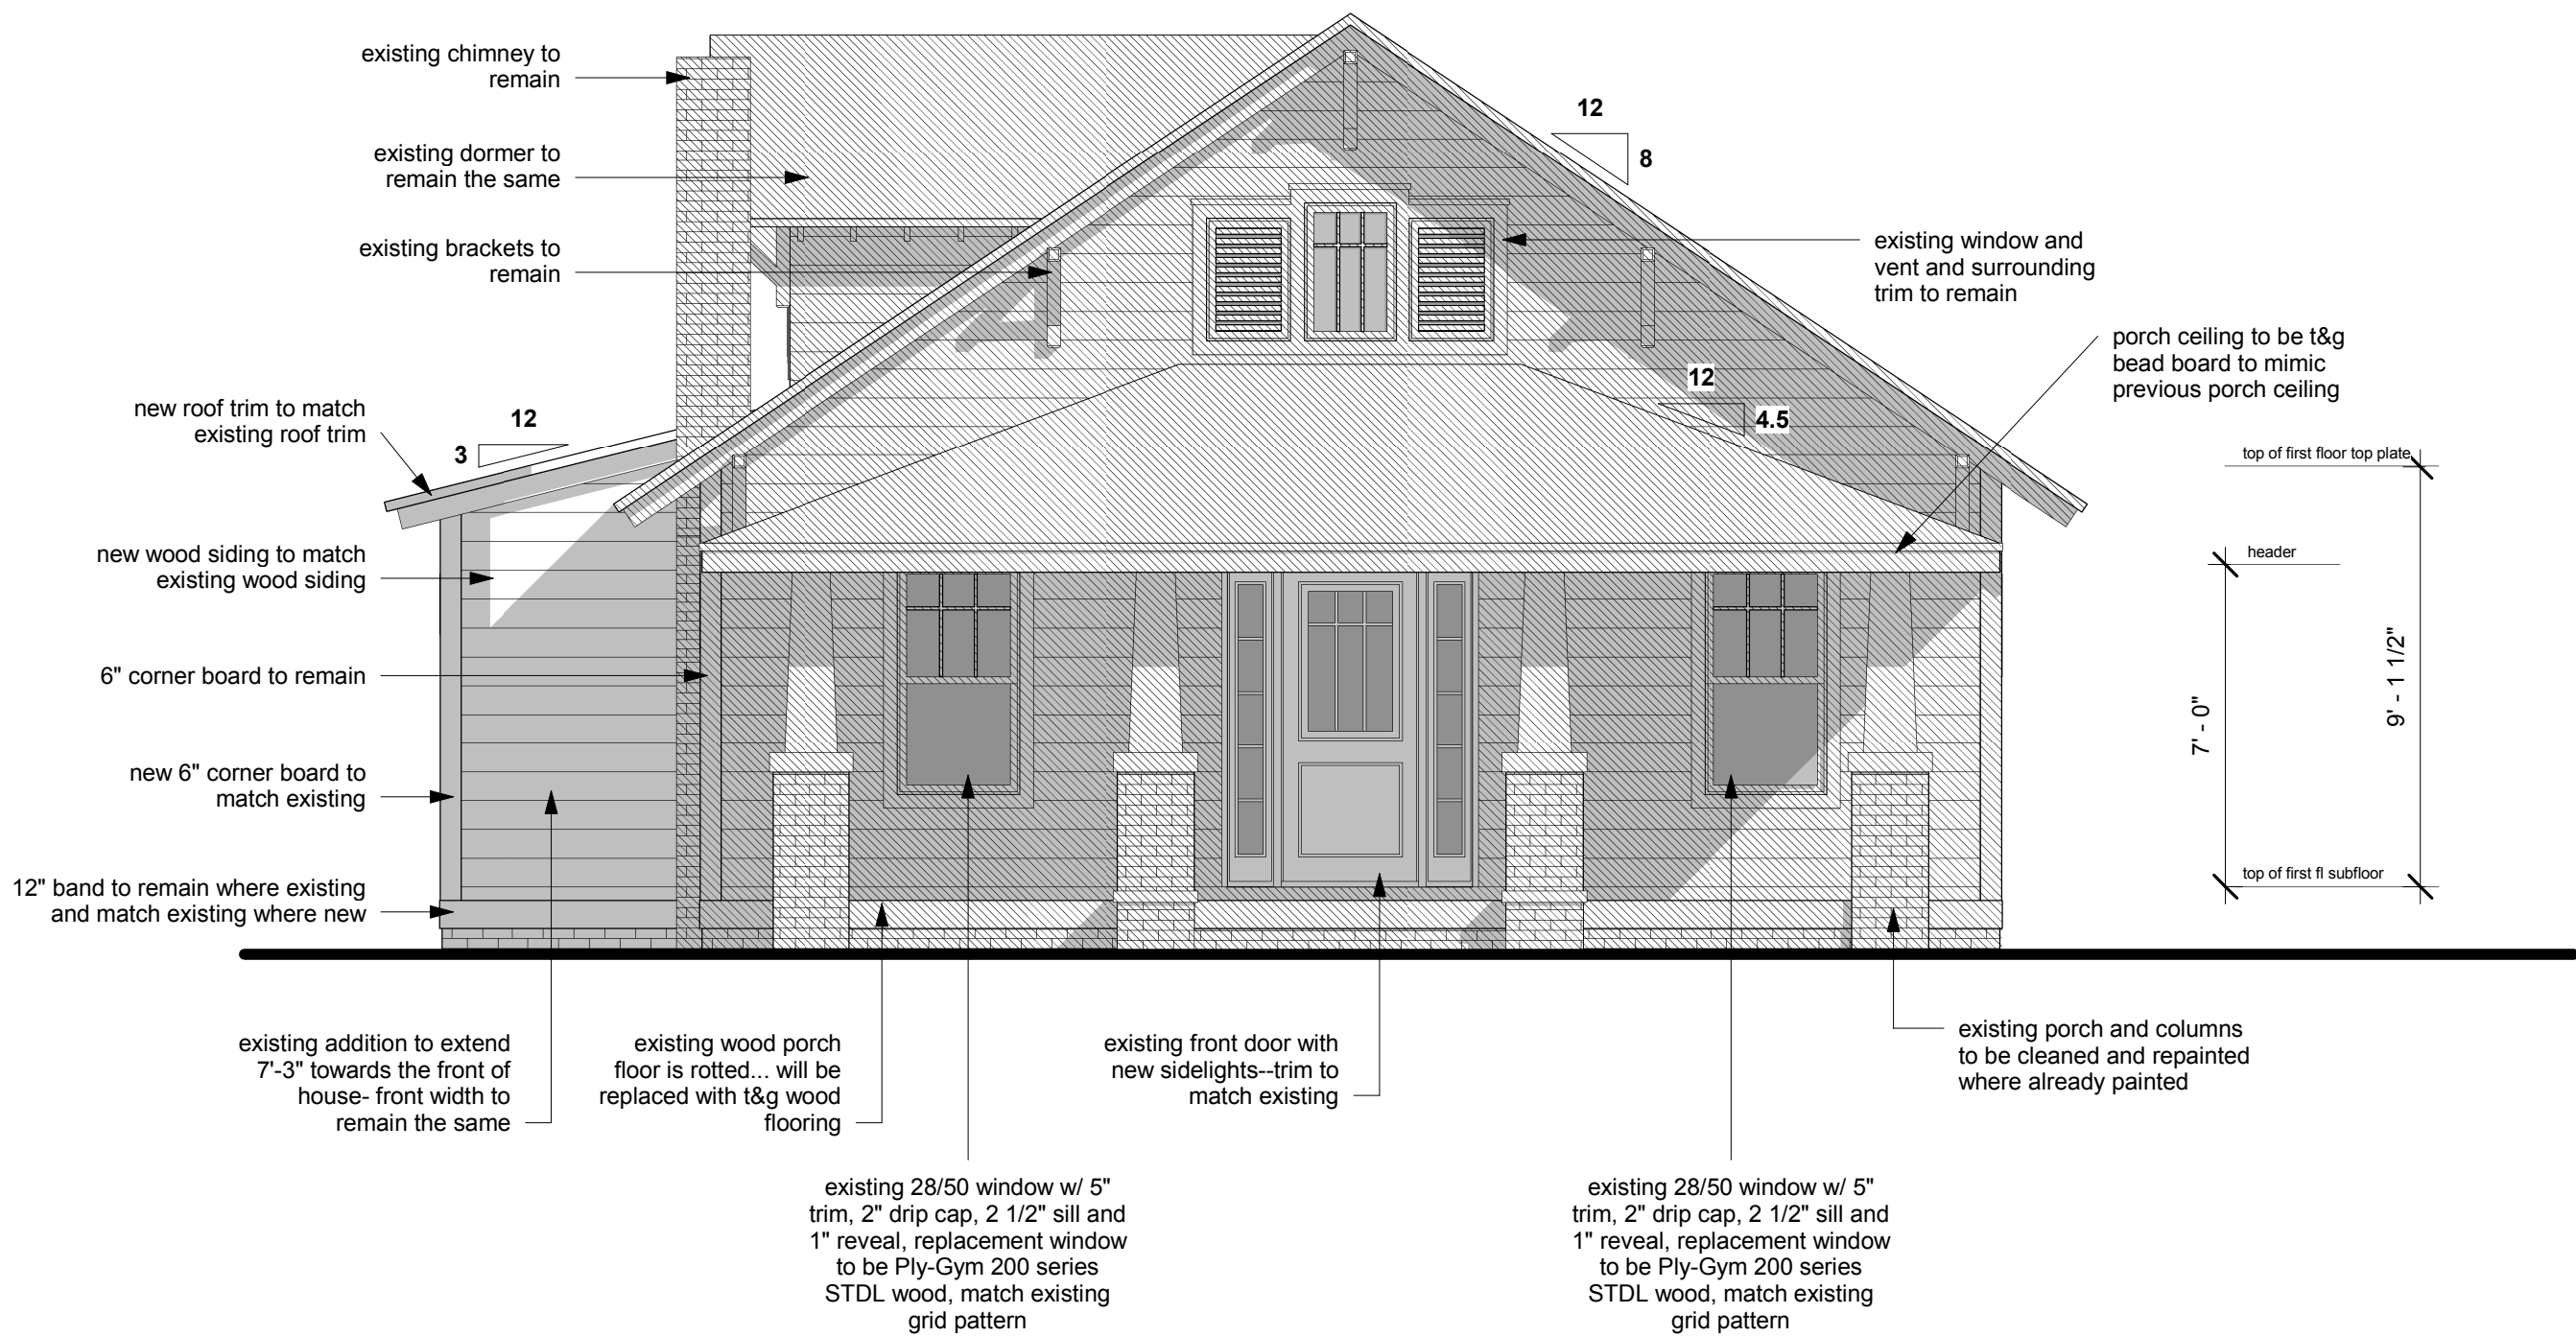 existing chimney to
remain
existing dormer to
remain the same
existing brackets to
remain
new roof trim to match
existing roof trim
12
3
new wood siding to match
existing wood siding
6" corner board to remain
new 6" corner board to
match existing
12" band to remain where existing
and match existing where new
12
8
existing window and
vent and surrounding
trim to remain
porch ceiling to be t&g
bead board to mimic
previous porch ceiling
12
4.5
top of first floor top plate
header
7' - 0"
9' - 1 1/2"
top of first fl subfloor
existing addition to extend
7'-3" towards the front of
house- front width to
remain the same
existing wood porch
floor is rotted... will be
replaced with t&g wood
flooring
existing front door with
new sidelights--trim to
match existing
existing porch and columns
to be cleaned and repainted
where already painted
existing 28/50 window w/ 5"
trim, 2" drip cap, 2 1/2" sill and
1" reveal, replacement window
to be Ply-Gym 200 series
STDL wood, match existing
grid pattern
existing 28/50 window w/ 5"
trim, 2" drip cap, 2 1/2" sill and
1" reveal, replacement window
to be Ply-Gym 200 series
STDL wood, match existing
grid pattern